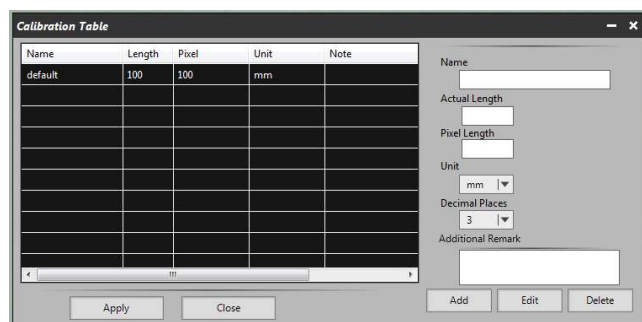 Calibration Table
Name Length Pixel Unit Note
default 100 100 mm
Name
Actual Length
Pixel Length
Unit
mm
Decimal Places
3
Additional Remark
Add Edit Delete
Apply Close